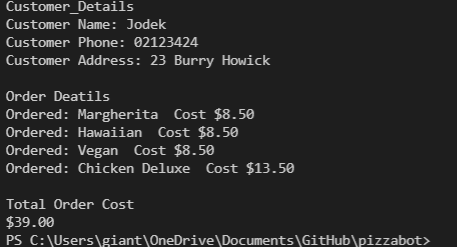 Customer_Details
Customer Name: Jodek
Customer Phone: 02123424
Customer Address: 23 Burry Howick
Order Deatils
Ordered: Margherita  Cost $8.50
Ordered: Hawaiian  Cost $8.50
Ordered: Vegan  Cost $8.50
Ordered: Chicken Deluxe  Cost $13.50
Total Order Cost
$39.00
PS C:\Users\giant\OneDrive\Documents\GitHub\pizzabot>